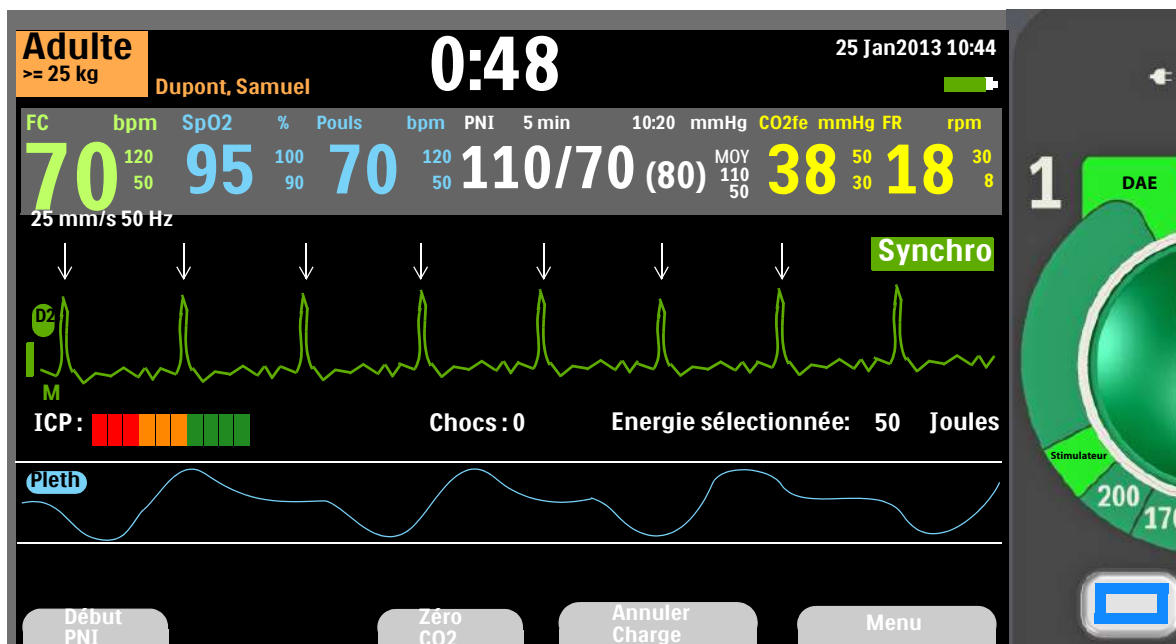 Adulte
>= 25 kg
Dupont, Samuel
0:48
25 Jan2013 10:44
FC bpm SpO2 % Pouls bpm PNI 5 min 10:20 mmHg CO2fe mmHg FR rpm
70 120 50 95 100 90 70 120 50 110/70 (80) MOY 110 50 38 50 30 18 30 8
25 mm/s 50 Hz
Synchro
D2
M
ICP : Chocs : 0 Energie sélectionnée: 50 Joules
Pleth
Début PNI
Zéro CO2
Annuler Charge
Menu
1
DAE
Stimulateur
200
170